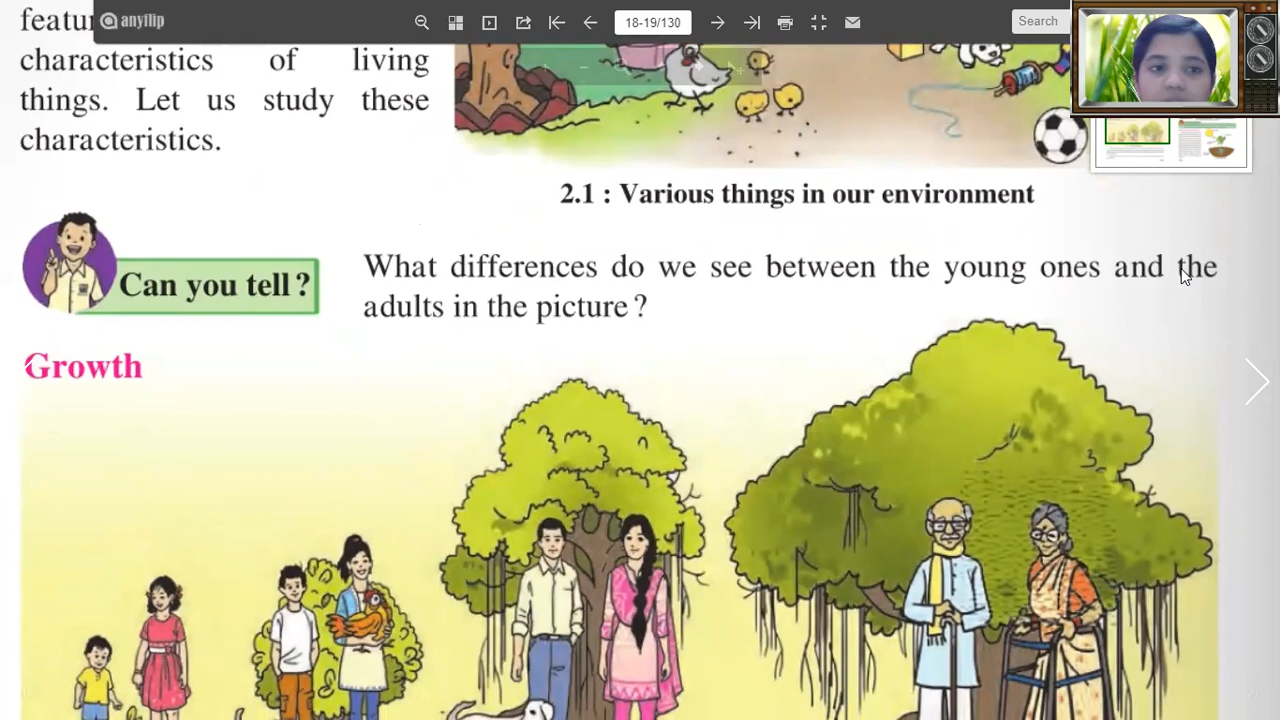 anyflip
18-19/130
Search
featur
characteristics of living
things. Let us study these
characteristics.
2.1 : Various things in our environment
Can you tell ?
What differences do we see between the young ones and the
adults in the picture ?
Growth